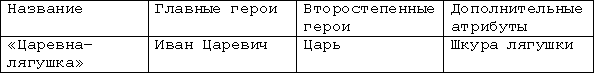 Название Главные герои Второстепенные герои Дополнительные атрибуты
«Царевна-лягушка» Иван Царевич Царь Шкура лягушки